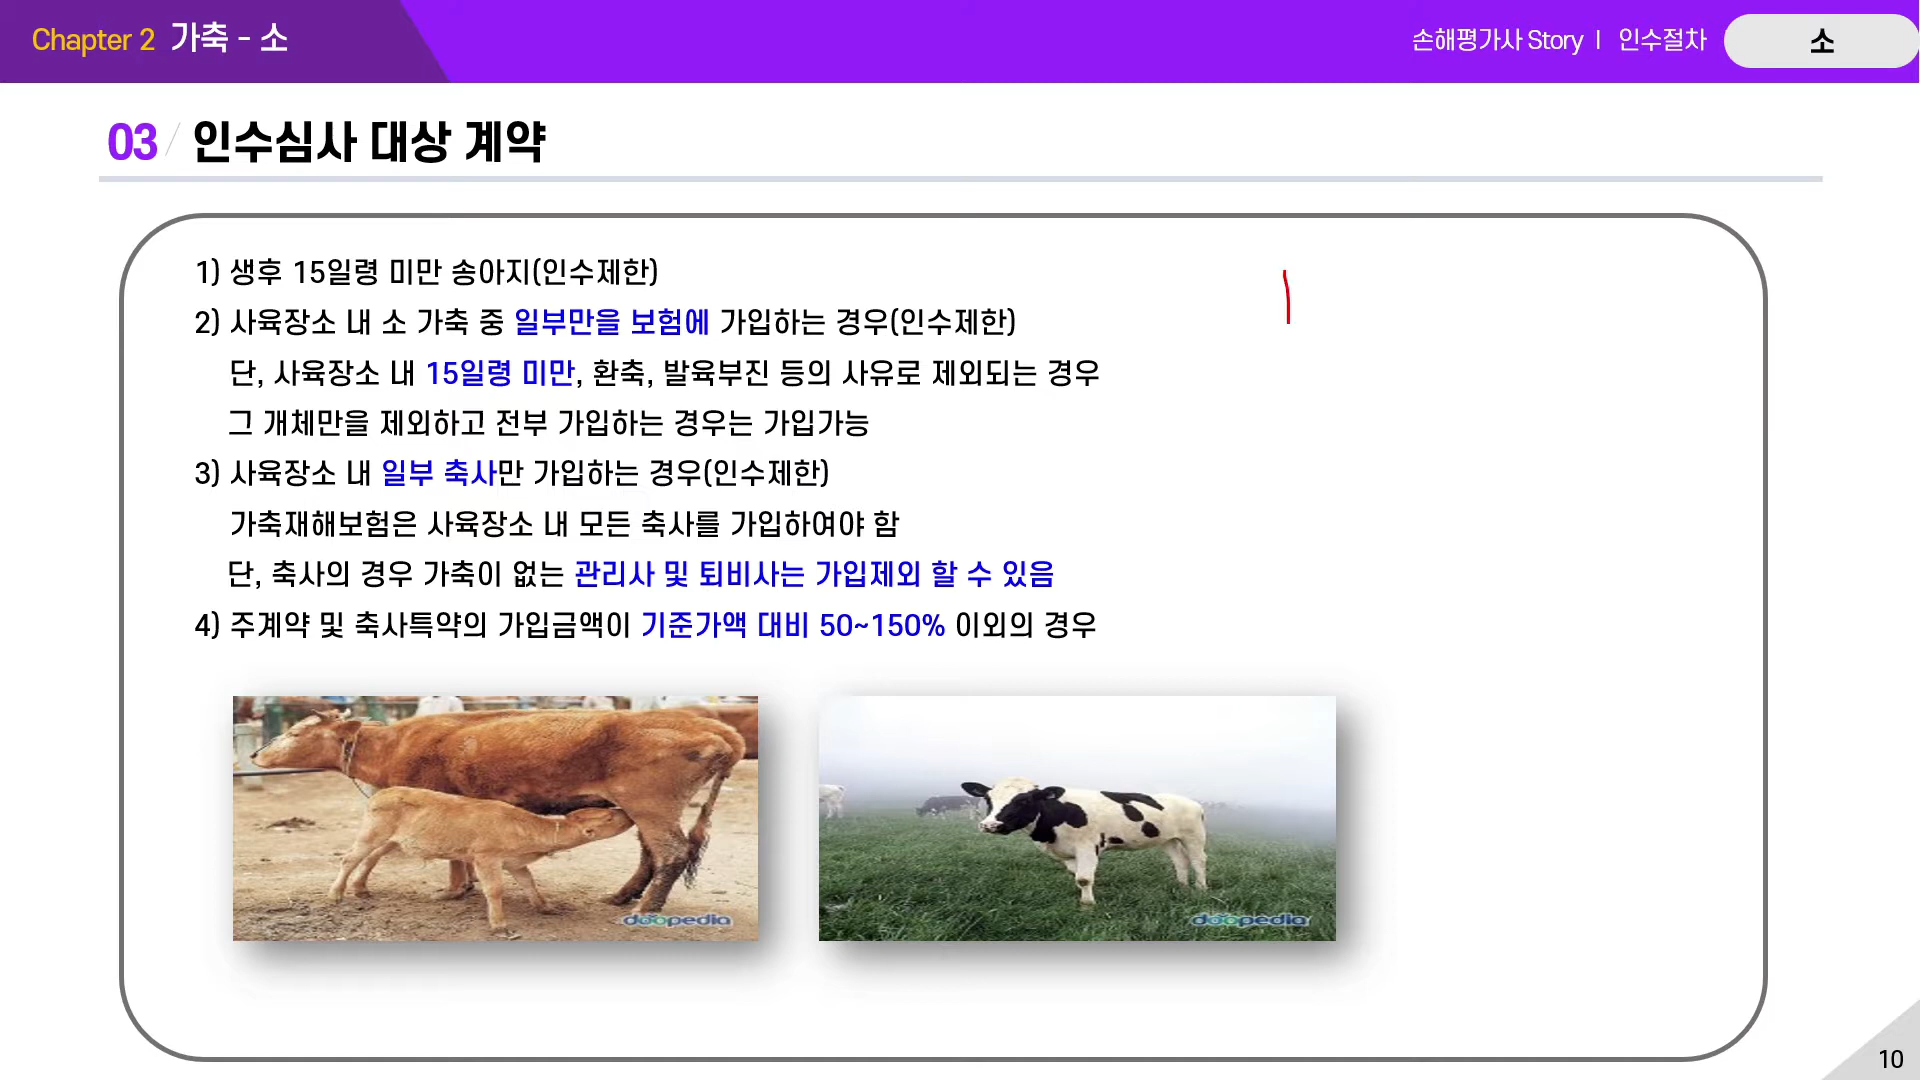 Chapter 2 가축 - 소
손해평가사 Story ㅣ 인수절차
소
03 / 인수심사 대상 계약
1) 생후 15일령 미만 송아지(인수제한)
2) 사육장소 내 소 가축 중 일부만을 보험에 가입하는 경우(인수제한)
단, 사육장소 내 15일령 미만, 환축, 발육부진 등의 사유로 제외되는 경우
그 개체만을 제외하고 전부 가입하는 경우는 가입가능
3) 사육장소 내 일부 축사만 가입하는 경우(인수제한)
가축재해보험은 사육장소 내 모든 축사를 가입하여야 함
단, 축사의 경우 가축이 없는 관리사 및 퇴비사는 가입제외 할 수 있음
4) 주계약 및 축사특약의 가입금액이 기준가액 대비 50~150% 이외의 경우
doopedia
doopedia
10